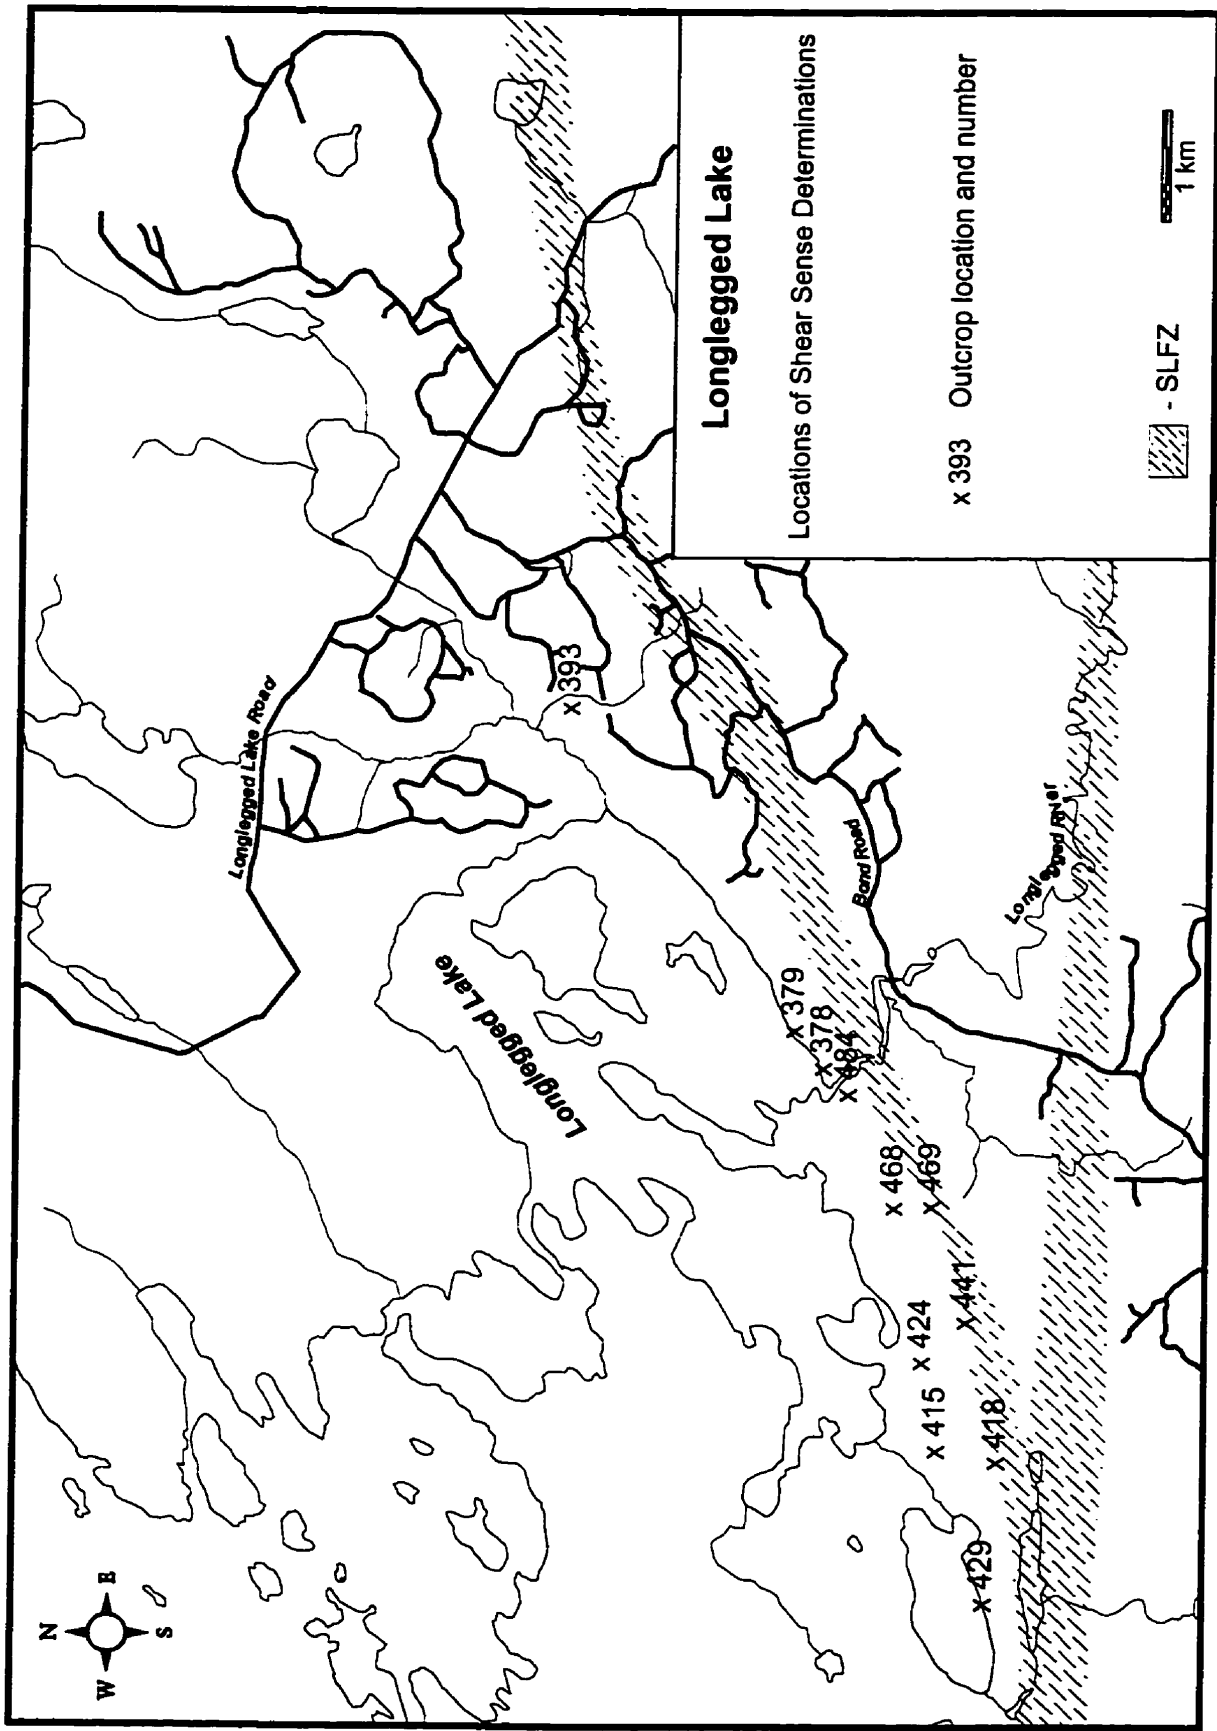 Longlegged Lake
Locations of Shear Sense Determinations
x 393 Outcrop location and number
- SLFZ
1 km
N
W E
S
Longlegged Lake Road
Longlegged Lake
x 393
x 379
x 378
x 484
Bond Road
Longlegged River
x 468
x 469
x 441
x 424
x 415
x 418
x 429